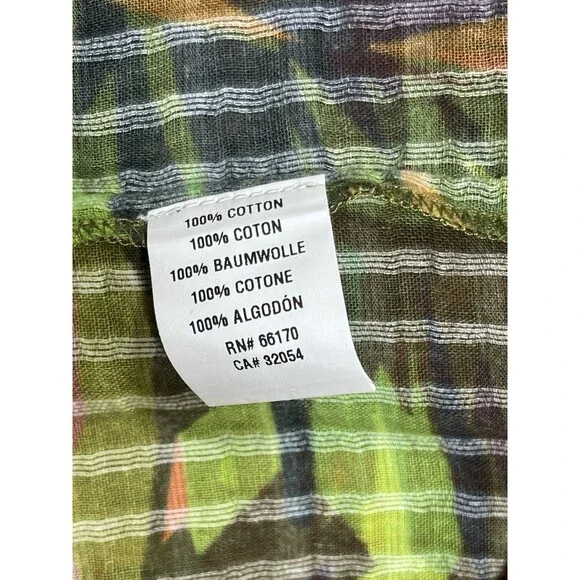 100% COTTON
100% COTON
100% BAUMWOLLE
100% COTONE
100% ALGODÓN
RN# 66170
CA# 32054